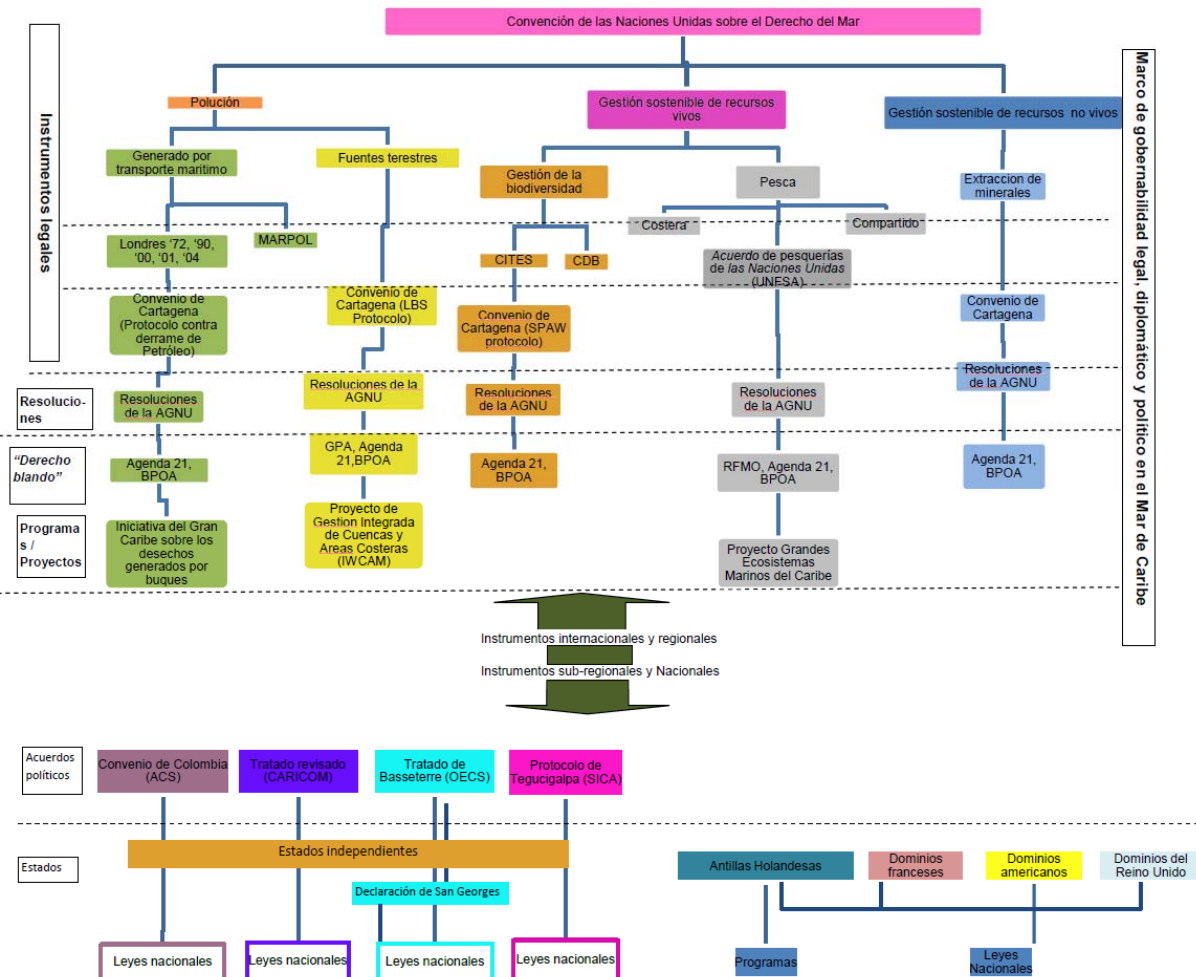 Convención de las Naciones Unidas sobre el Derecho del Mar
Instrumentos legales
Marco de gobernabilidad legal, diplomático y político en el Mar de Caribe
Polución
Gestión sostenible de recursos
vivos
Gestión sostenible de recursos no vivos
Generado por
transporte maritimo
Fuentes terestres
Gestión de la
biodiversidad
Pesca
Extraccion de
minerales
Costera
Compartido
Londres '72, '90,
'00, '01, '04
MARPOL
CITES
CDB
Acuerdo de pesquerías
de las Naciones Unidas
(UNFSA)
Convenio de
Cartagena
(Protocolo contra
derrame de
Petróleo)
Convenio de
Cartagena (LBS
Protocolo)
Convenio de
Cartagena (SPAW
protocolo)
Convenio de
Cartagena
Resolucio-
nes
Resoluciones
de la AGNU
Resoluciones de la
AGNU
Resoluciones
de la AGNU
Resoluciones
de la AGNU
Resoluciones
de la AGNU
“Derecho
blando”
Agenda 21,
BPOA
GPA, Agenda
21,BPOA
Agenda 21,
BPOA
RFMO, Agenda 21,
BPOA
Agenda 21,
BPOA
Programa
s /
Proyectos
Iniciativa del Gran
Caribe sobre los
desechos
generados por
buques
Proyecto de
Gestion Integrada
de Cuencas y
Areas Costeras
(IWCAM)
Proyecto Grandes
Ecosistemas
Marinos del Caribe
Instrumentos internacionales y regionales
Instrumentos sub-regionales y Nacionales
Acuerdos
políticos
Convenio de Colombia
(ACS)
Tratado revisado
(CARICOM)
Tratado de
Basseterre (OECS)
Protocolo de
Tegucigalpa (SICA)
Estados
Estados independientes
Declaración de San Georges
Antillas Holandesas
Dominios
franceses
Dominios
americanos
Dominios del
Reino Unido
Leyes nacionales
Leyes nacionales
Leyes nacionales
Leyes nacionales
Programas
Leyes
Nacionales